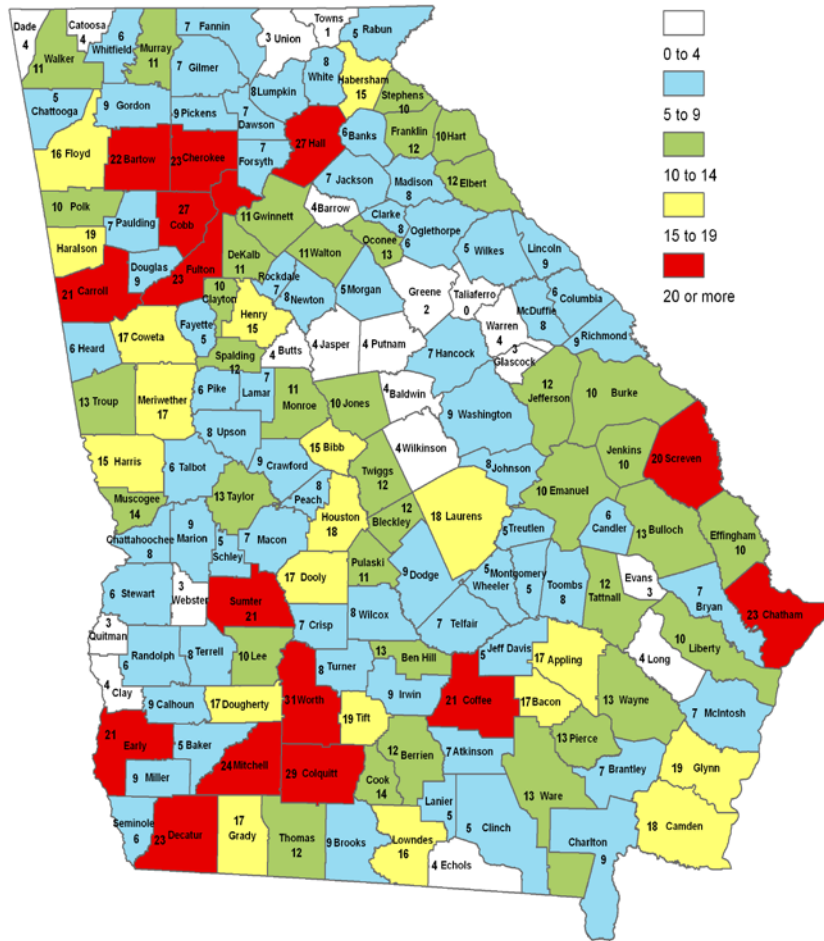 Dade
4
Catoosa
4
6
Whitfield
Murray
11
7 Fannin
3 Union
Towns
1
5 Rabun
Walker
11
7 Gilmer
8 Lumpkin
8
White
Habersham
15
Stephens
10
5
Chattooga
9 Gordon
9 Pickens
7
Dawson
27 Hall
6 Banks
Franklin
12
10 Hart
16 Floyd
22 Bartow
23 Cherokee
7
Forsyth
7
Jackson
Madison
8
12 Elbert
10 Polk
7 Paulding
27
Cobb
11 Gwinnett
4 Barrow
Clarke
8
6 Oglethorpe
19
Haralson
Douglas
9
23 Fulton
DeKalb
11
11 Walton
Oconee
13
5 Wilkes
Lincoln
9
21 Carroll
10
Clayton
Rockdale
7
8 Newton
5 Morgan
Greene
2
Taliaferro
0
McDuffie
8
6
Columbia
6 Heard
17 Coweta
Fayette
5
Henry
15
4 Butts
4 Jasper
4 Putnam
7 Hancock
Warren
4
3
Glascock
9 Richmond
Spalding
12
13 Troup
Meriwether
17
6 Pike
7
Lamar
11
Monroe
10 Jones
4
Baldwin
9
Washington
12
Jefferson
10 Burke
8 Upson
15 Bibb
4 Wilkinson
20 Screven
15 Harris
6 Talbot
9
Crawford
Twiggs
12
8 Johnson
Jenkins
10
Muscogee
14
13 Taylor
8
Peach
Houston
18
12
Bleckley
18 Laurens
10 Emanuel
Chattahoochee
8
9
Marion
5
Schley
7 Macon
5 Treutlen
6
Candler
13 Bulloch
Effingham
10
6 Stewart
3
Webster
Sumter
21
17 Dooly
Pulaski
11
9 Dodge
5
Wheeler
Montgomery
5
Toombs
8
12
Tattnall
Evans
3
7
Bryan
23 Chatham
3
Quitman
6
Randolph
8 Terrell
10 Lee
7 Crisp
8 Wilcox
7 Telfair
10
Liberty
4
Clay
9 Calhoun
17 Dougherty
31 Worth
8 Turner
13
Ben Hill
5
Jeff Davis
17
Appling
4 Long
21
Early
5 Baker
19 Tift
9 Irwin
21 Coffee
17 Bacon
13
Wayne
7 McIntosh
9 Miller
24 Mitchell
29 Colquitt
12
Berrien
7 Atkinson
13 Pierce
7 Brantley
19 Glynn
Cook
14
Seminole
6
23 Decatur
17
Grady
Thomas
12
9 Brooks
Lowndes
16
Lanier
5
5 Clinch
13 Ware
Charlton
9
18 Camden
4 Echols
0 to 4
5 to 9
10 to 14
15 to 19
20 or more